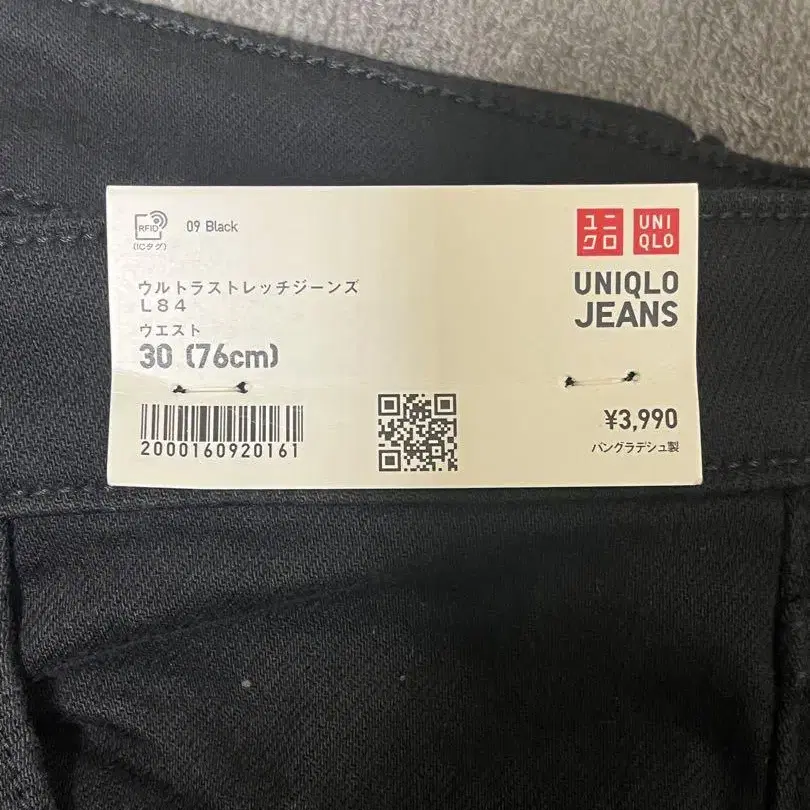 RFID
(ICタグ)
09 Black
ユニ
クロ
UNI
QLO
UNIQLO
JEANS
ウルトラストレッチジーンズ
L84
ウエスト
30 (76cm)
2000160920161
¥3,990
バングラデシュ製